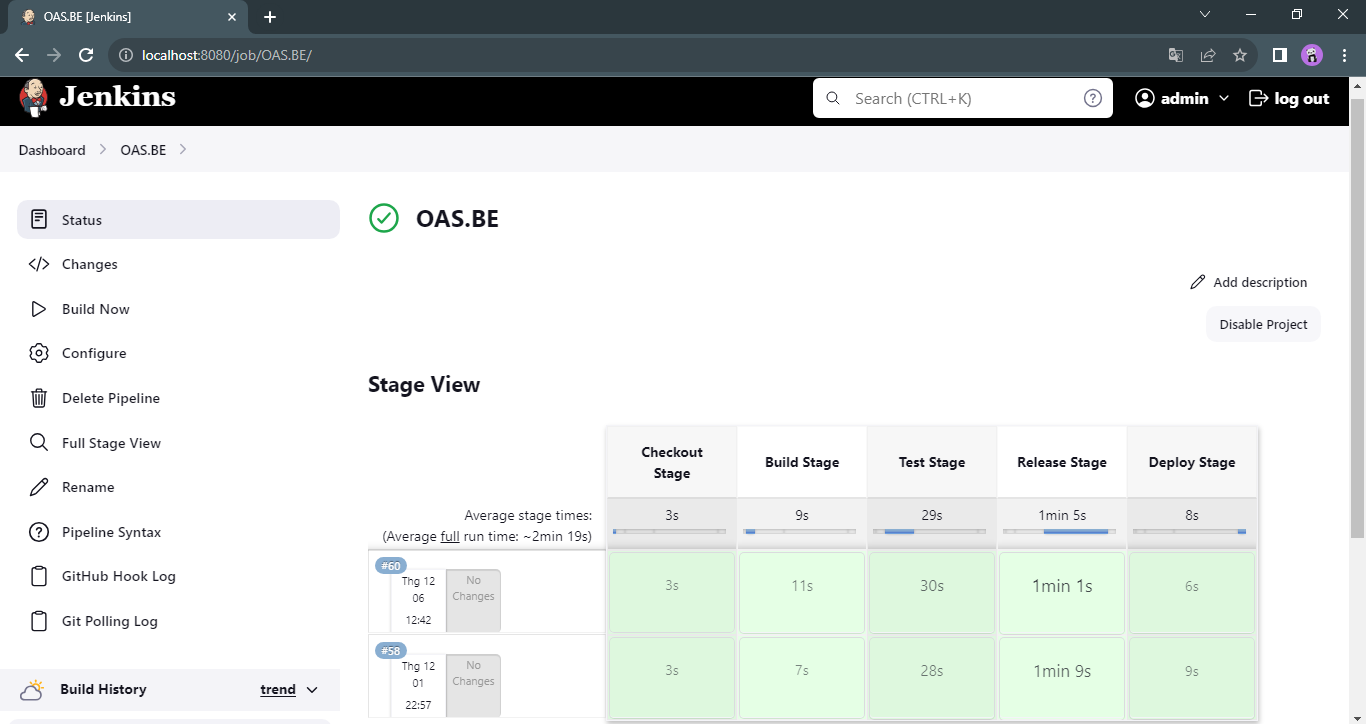 OAS.BE [Jenkins]
localhost:8080/job/OAS.BE/
Jenkins
Search (CTRL+K)
admin
log out
Dashboard
OAS.BE
Status
Changes
Build Now
Configure
Delete Pipeline
Full Stage View
Rename
Pipeline Syntax
GitHub Hook Log
Git Polling Log
Build History
trend
OAS.BE
Add description
Disable Project
Stage View
Checkout
Stage
Build Stage
Test Stage
Release Stage
Deploy Stage
Average stage times:
(Average full run time: ~2min 19s)
3s
9s
29s
1min 5s
8s
#60
Thg 12
06
12:42
No
Changes
3s
11s
30s
1min 1s
6s
#58
Thg 12
01
22:57
No
Changes
3s
7s
28s
1min 9s
9s